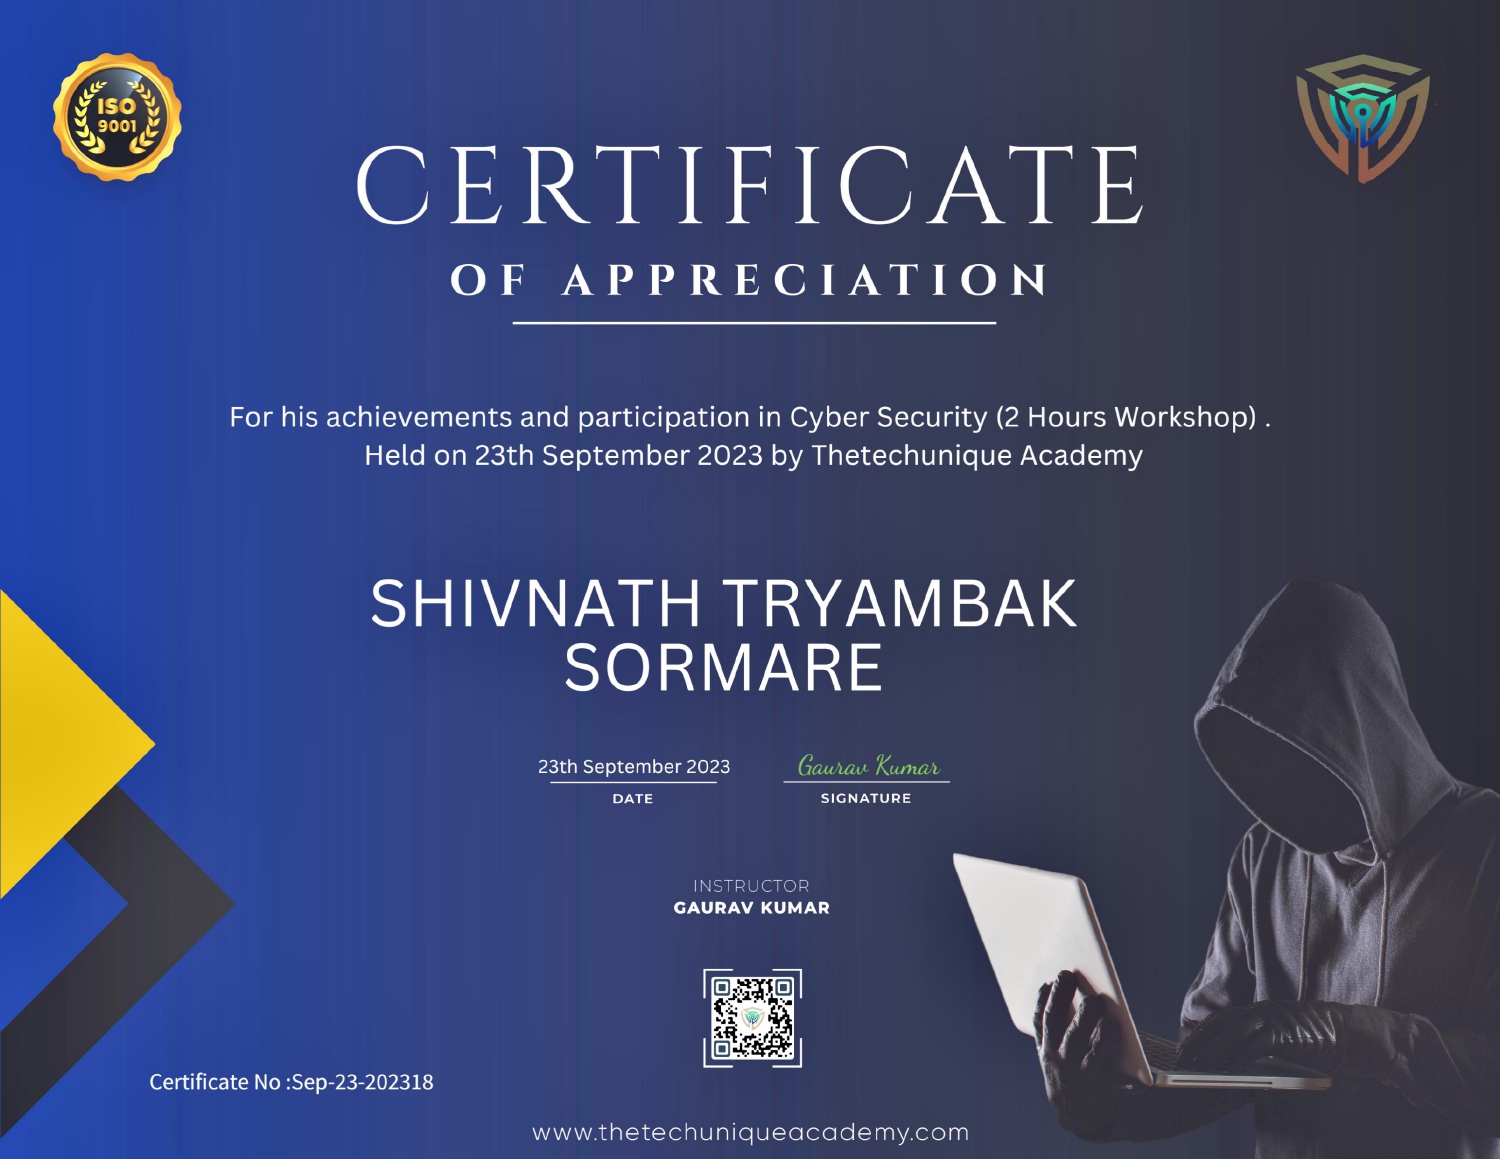 ISO
9001
CERTIFICATE
OF APPRECIATION
For his achievements and participation in Cyber Security (2 Hours Workshop) .
Held on 23th September 2023 by Thetechunique Academy
SHIVNATH TRYAMBAK
SORMARE
23th September 2023
DATE
Gaurav Kumar
SIGNATURE
INSTRUCTOR
GAURAV KUMAR
Certificate No :Sep-23-202318
www.thetechuniqueacademy.com